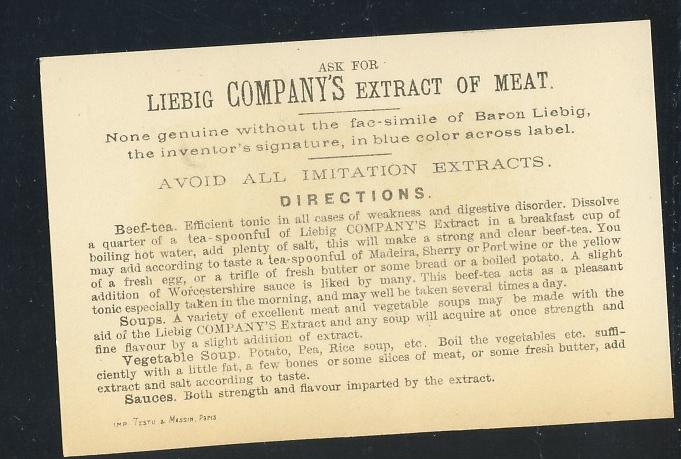 ASK FOR
LIEBIG COMPANY'S EXTRACT OF MEAT.
None genuine without the fac-simile of Baron Liebig,
the inventor's signature, in blue color across label.
AVOID ALL IMITATION EXTRACTS.
DIRECTIONS.
Beef-tea. Efficient tonic in all cases of weakness and digestive disorder. Dissolve
a quarter of a tea-spoonful of Liebig COMPANY'S Extract in a breakfast cup of
boiling hot water, add plenty of salt, this will make a strong and clear beef-tea. You
may add according to taste a tea-spoonful of Madeira, Sherry or Portwine or the yellow
of a fresh egg, or a trifle of fresh butter or some bread or a boiled potato. A slight
addition of Worcestershire sauce is liked by many. This beef-tea acts as a pleasant
tonic especially taken in the morning, and may well be taken several times a day.
Soups. A variety of excellent meat and vegetable soups may be made with the
aid of the Liebig COMPANY'S Extract and any soup will acquire at once strength and
fine flavour by a slight addition of extract.
Vegetable Soup. Potato, Pea, Rice soup, etc. Boil the vegetables etc. suffi-
ciently with a little fat, a few bones or some slices of meat, or some fresh butter, add
extract and salt according to taste.
Sauces. Both strength and flavour imparted by the extract.
IMP. TESTU & MASSIN, PARIS